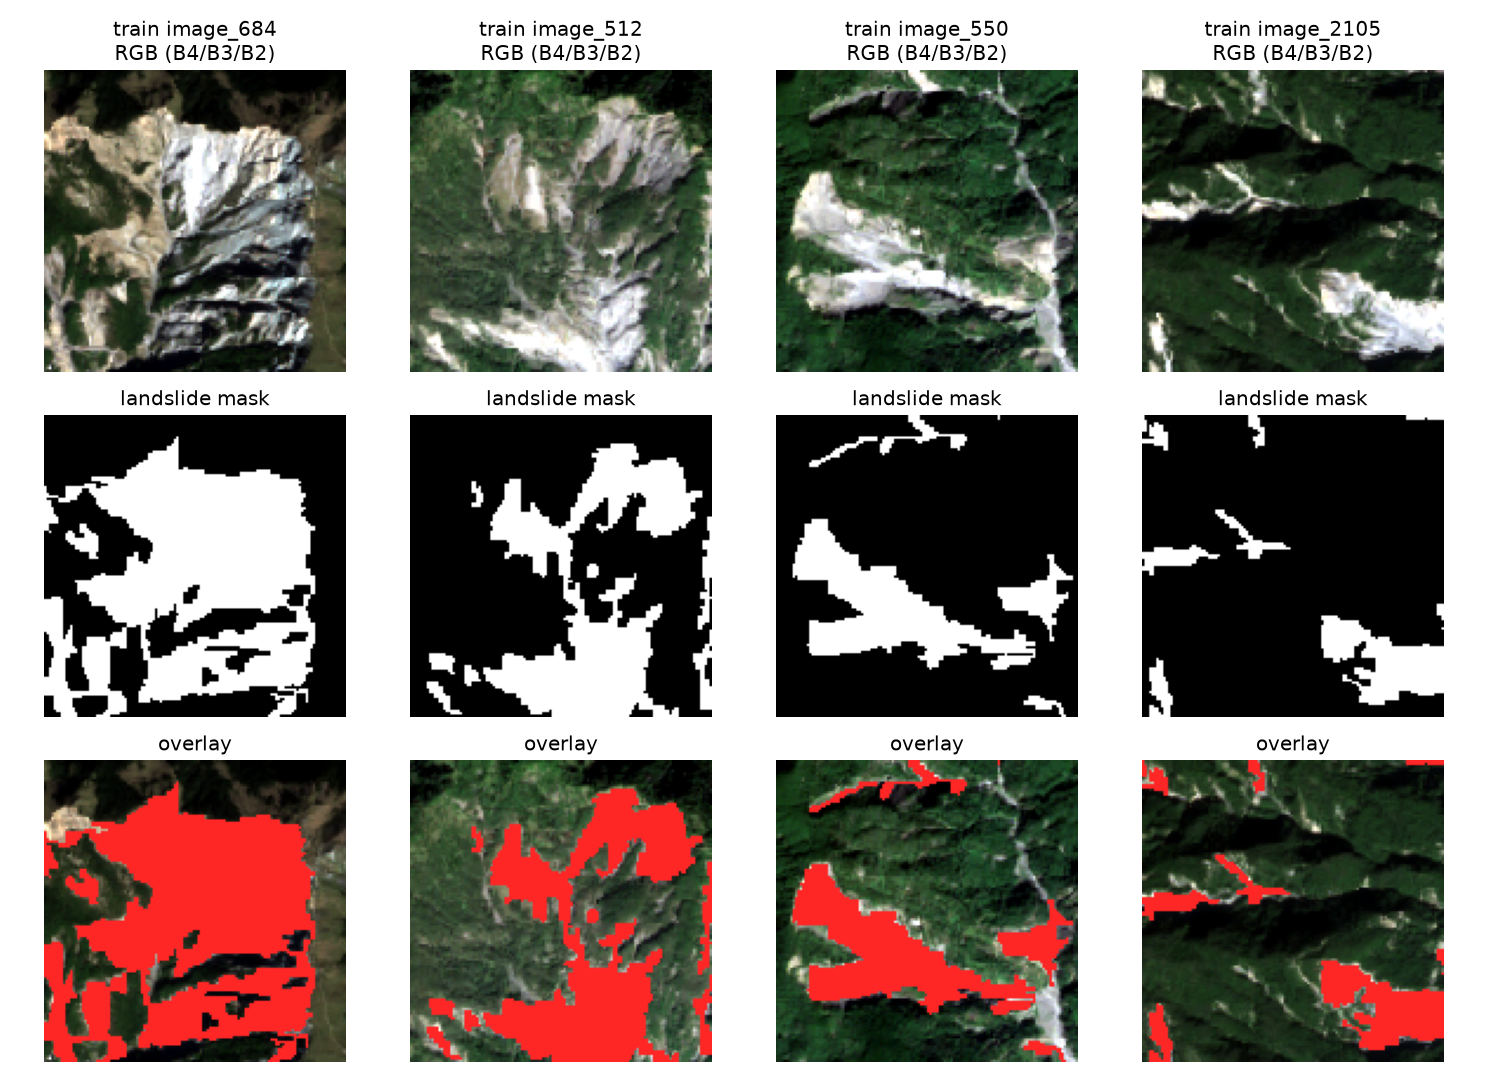 train image_684
RGB (B4/B3/B2)
train image_512
RGB (B4/B3/B2)
train image_550
RGB (B4/B3/B2)
train image_2105
RGB (B4/B3/B2)
landslide mask
landslide mask
landslide mask
landslide mask
overlay
overlay
overlay
overlay